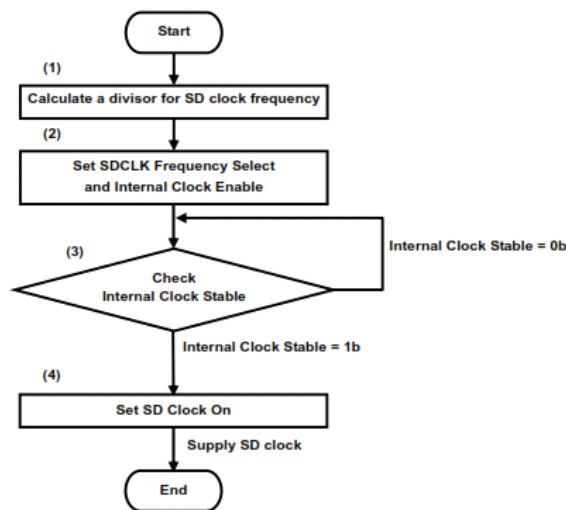 Start
(1)
Calculate a divisor for SD clock frequency
(2)
Set SDCLK Frequency Select
and Internal Clock Enable
(3)
Internal Clock Stable = 0b
Check
Internal Clock Stable
Internal Clock Stable = 1b
(4)
Set SD Clock On
Supply SD clock
End